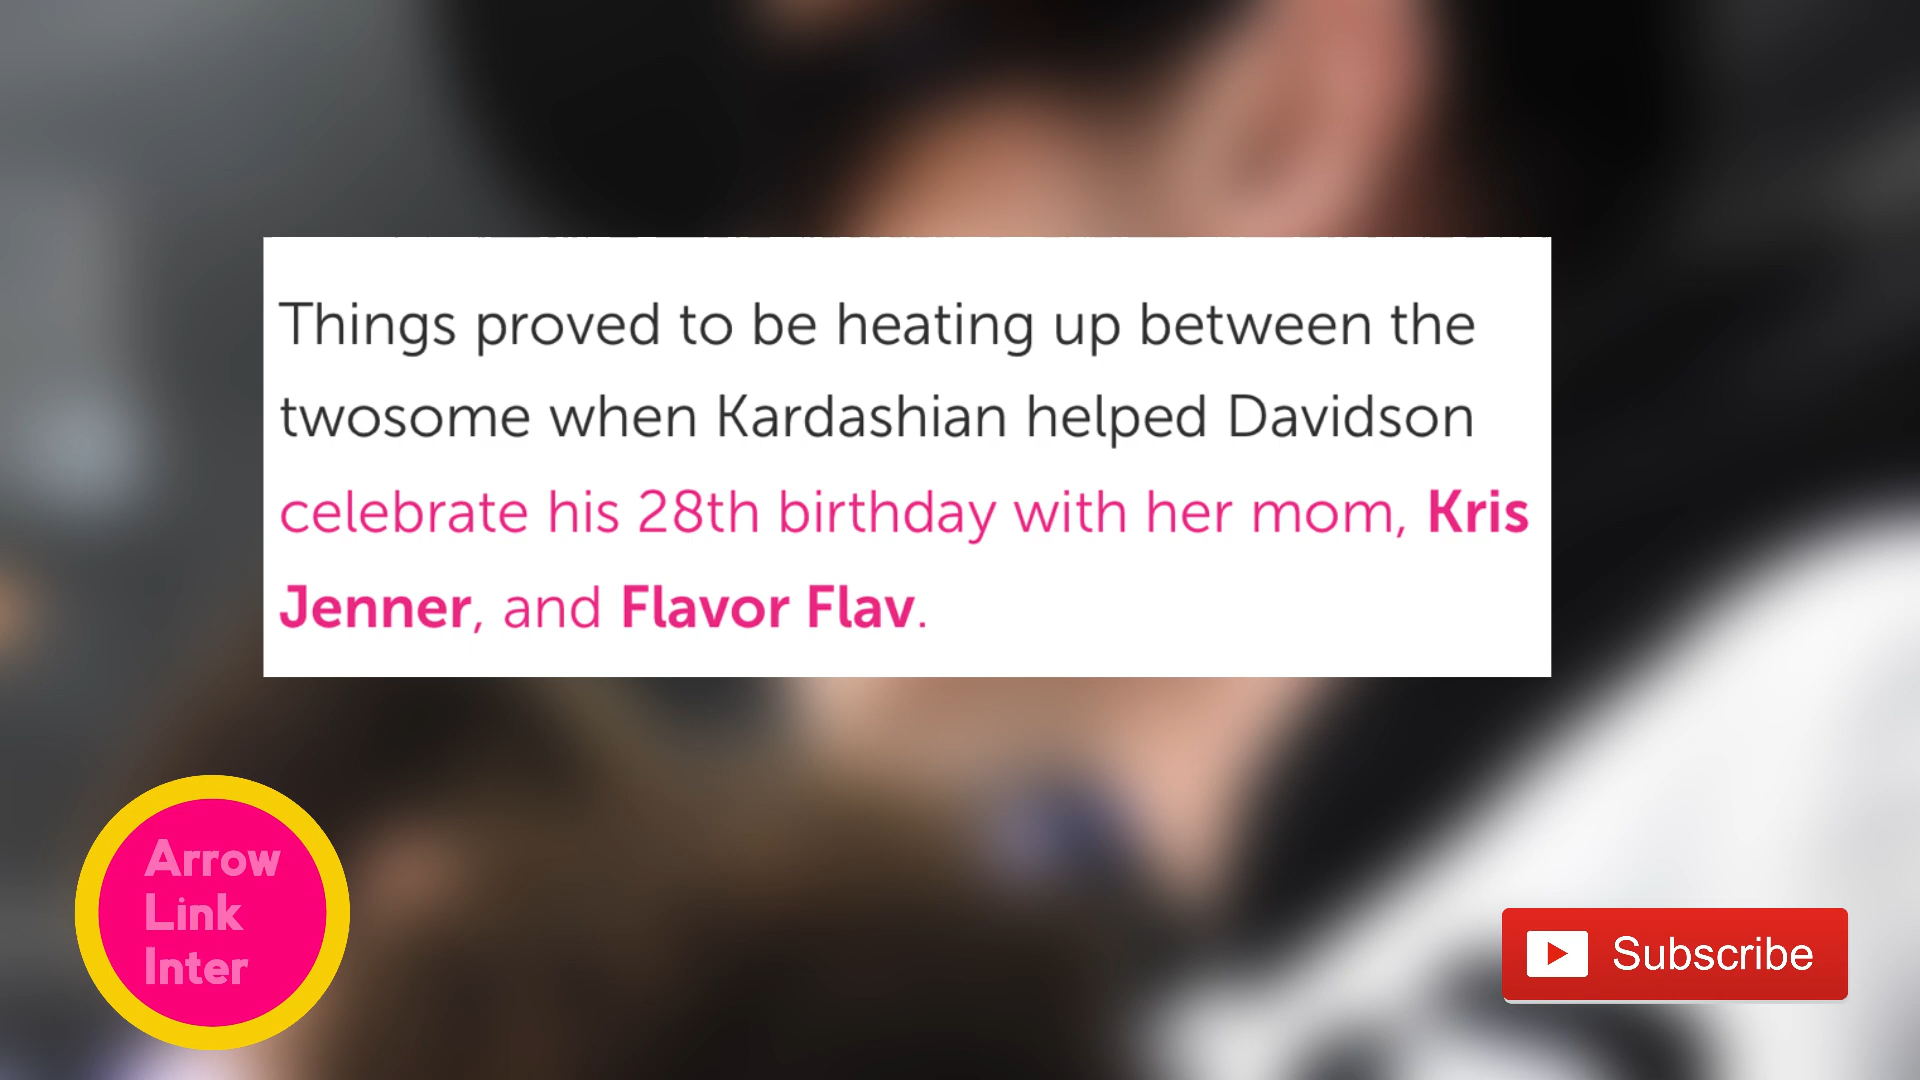 Things proved to be heating up between the
twosome when Kardashian helped Davidson
celebrate his 28th birthday with her mom, Kris
Jenner, and Flavor Flav.
Arrow
Link
Inter
Subscribe